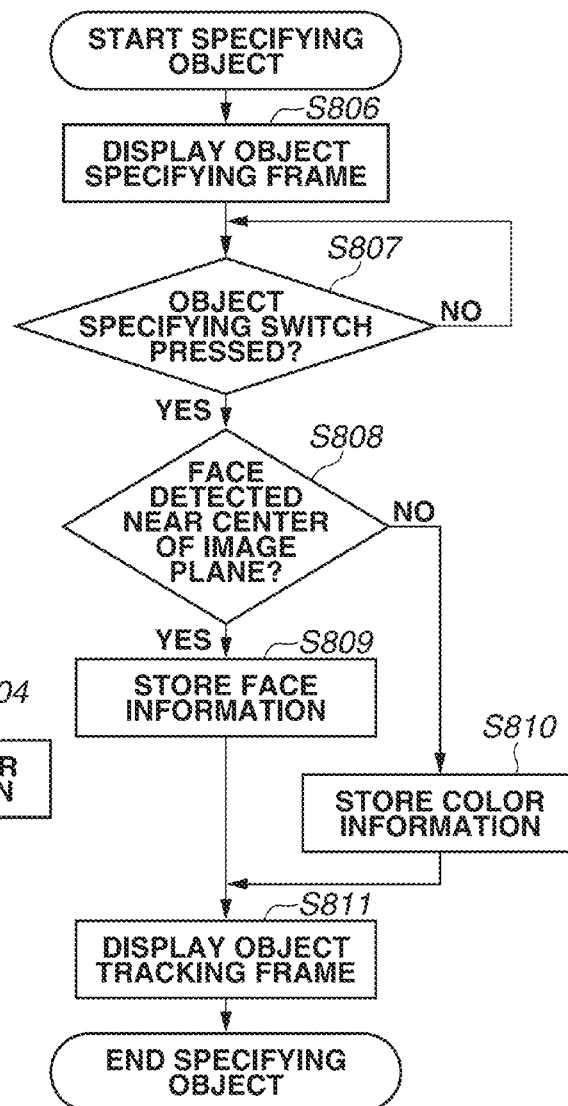 START SPECIFYING
OBJECT
S806
DISPLAY OBJECT
SPECIFYING FRAME
S807
OBJECT
SPECIFYING SWITCH
PRESSED?
NO
YES
S808
FACE
DETECTED
NEAR CENTER
OF IMAGE
PLANE?
NO
YES
S809
STORE FACE
INFORMATION
04
R
N
S810
STORE COLOR
INFORMATION
S811
DISPLAY OBJECT
TRACKING FRAME
END SPECIFYING
OBJECT